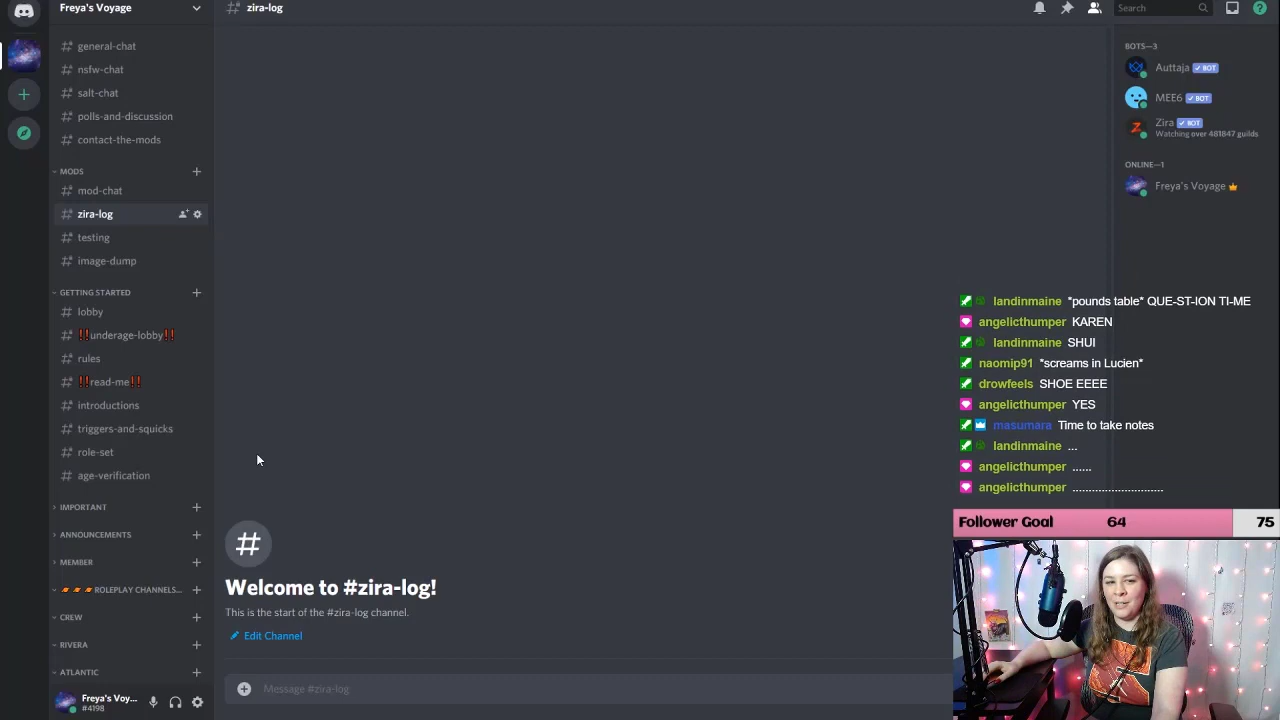 Freya's Voyage
general-chat
nsfw-chat
salt-chat
polls-and-discussion
contact-the-mods
MODS
mod-chat
zira-log
testing
image-dump
GETTING STARTED
lobby
‼️underage-lobby‼️
rules
‼️read-me‼️
introductions
triggers-and-squicks
role-set
age-verification
IMPORTANT
ANNOUNCEMENTS
MEMBER
ROLEPLAY CHANNELS...
CREW
RIVERA
ATLANTIC
Freya's Voy...
#4198
# zira-log
Welcome to #zira-log!
This is the start of the #zira-log channel.
Edit Channel
Message #zira-log
Search
BOTS—3
Auttaja BOT
MEE6 BOT
Zira BOT
Watching over 481847 guilds
ONLINE—1
Freya's Voyage
landinmaine *pounds table* QUE-ST-ION TI-ME
angelicthumper KAREN
landinmaine SHUI
naomip91 *screams in Lucien*
drowfeels SHOE EEEE
angelicthumper YES
masumara Time to take notes
landinmaine ...
angelicthumper ......
angelicthumper ..........................
Follower Goal 64 75